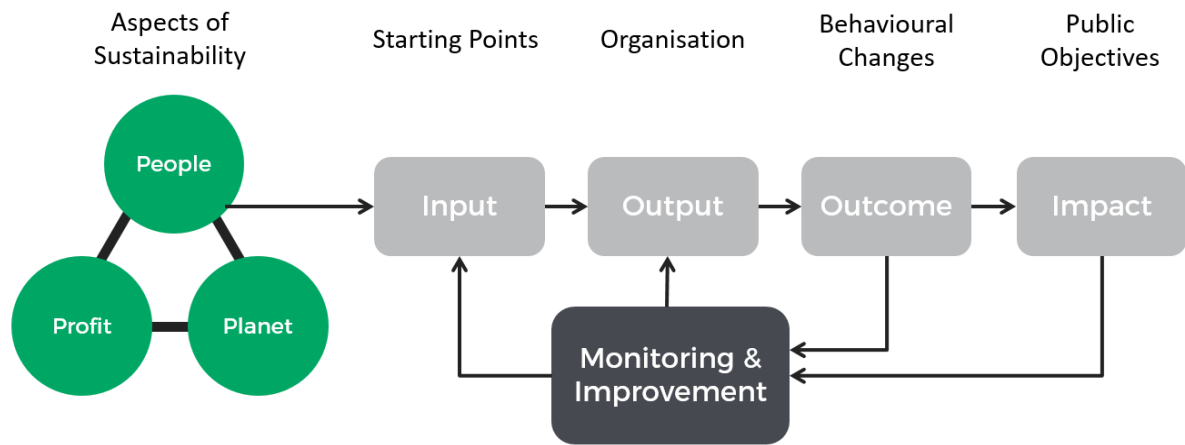 Aspects of
Sustainability
Starting Points
Organisation
Behavioural
Changes
Public
Objectives
People
Profit
Planet
Input
Output
Outcome
Impact
Monitoring &
Improvement